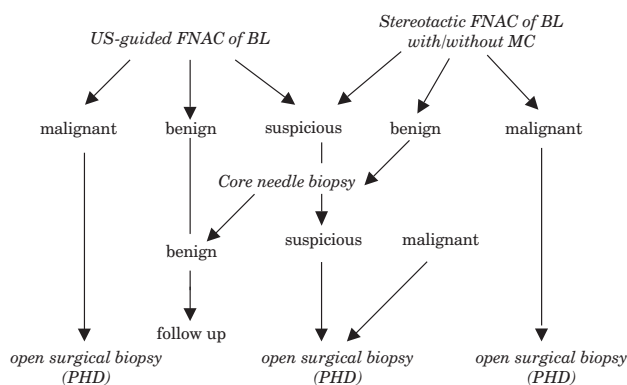 US-guided FNAC of BL
Stereotactic FNAC of BL
with/without MC
malignant
benign
suspicious
benign
malignant
Core needle biopsy
benign
suspicious
malignant
follow up
open surgical biopsy
(PHD)
open surgical biopsy
(PHD)
open surgical biopsy
(PHD)